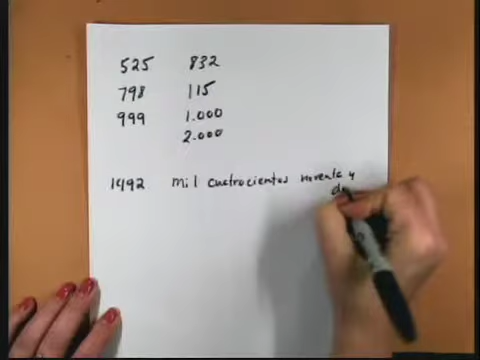 525 832
798 115
999 1.000
2.000
1492 mil cuatrocientos noventa y
d